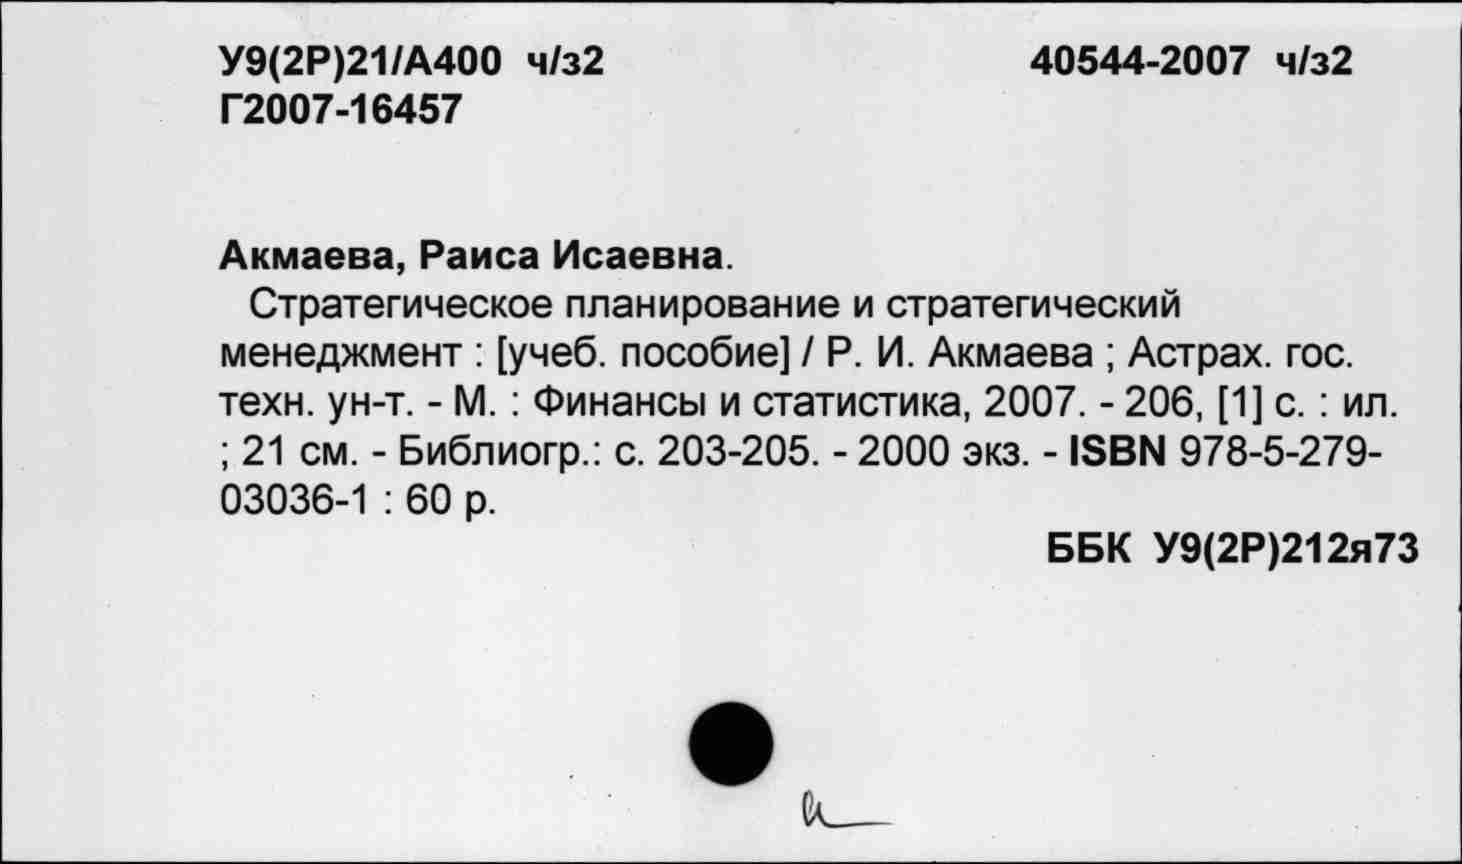 У9(2Р)21/А400 ч/з2 40544-2007 ч/з2
Г2007-16457
Акмаева, Раиса Исаевна.
Стратегическое планирование и стратегический
менеджмент : [учеб. пособие] / Р. И. Акмаева ; Астрах. гос.
техн. ун-т. - М. : Финансы и статистика, 2007. - 206, [1] с. : ил.
; 21 см. - Библиогр.: с. 203-205. - 2000 экз. - ISBN 978-5-279-
03036-1 : 60 р.
ББК У9(2Р)212я73